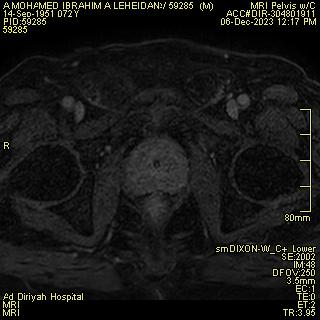 A MOHAMED IBRAHIM A LEHEIDAN:/ 59285 (M)
MRI Pelvis w/C
14-Sep-1951 072Y
ACC#DIR-304801911
PID:59285
06-Dec-2023 12:17 PM
59285
R
80mm
smDIXON-W_C+ Lower
SE:2002
IM:48
DFOV:250
3.5mm
EC:1
Ad Diriyah Hospital
TE:0
MRI
ET:2
MRI
TR:3.95